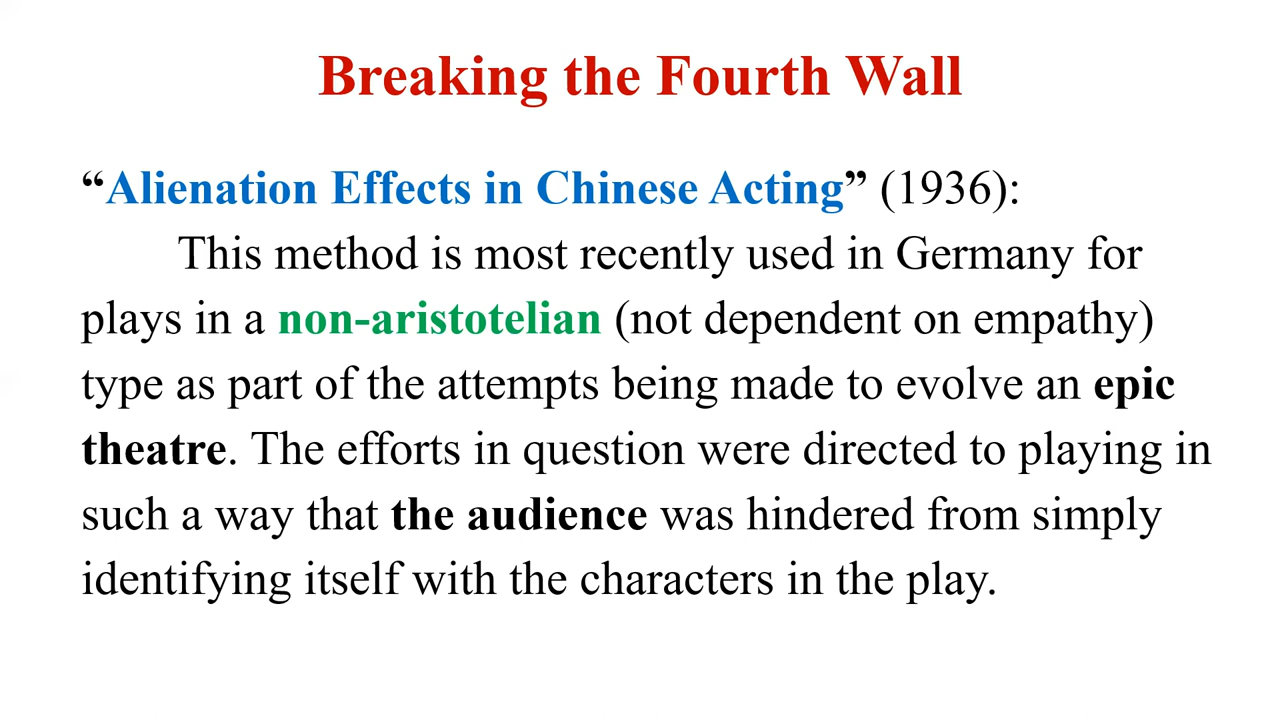 Breaking the Fourth Wall
“Alienation Effects in Chinese Acting” (1936):
This method is most recently used in Germany for
plays in a non-aristotelian (not dependent on empathy)
type as part of the attempts being made to evolve an epic
theatre. The efforts in question were directed to playing in
such a way that the audience was hindered from simply
identifying itself with the characters in the play.